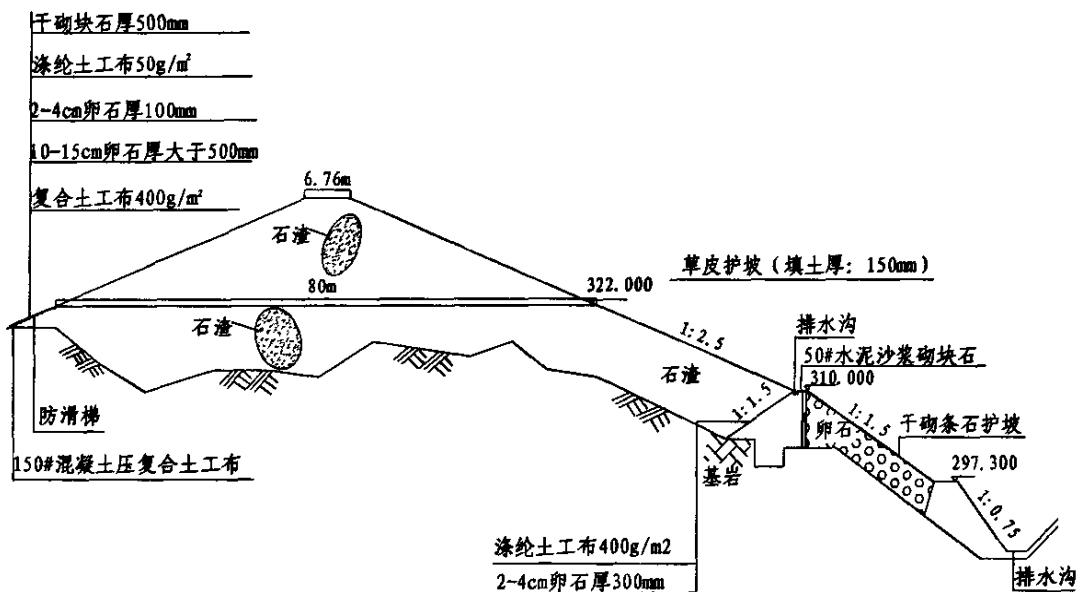 干砌块石厚500mm
涤纶土工布50g/m²
2-4cm卵石厚100mm
10-15cm卵石厚大于500mm
复合土工布400g/m²
6.76m
石渣
草皮护坡（填土厚：150mm）
80m
322.000
石渣
1:2.5
排水沟
50#水泥沙浆砌块石
310.000
石渣
1:1.5
1:1.5
卵石
干砌条石护坡
防滑梯
297.300
150#混凝土压复合土工布
基岩
1:0.75
涤纶土工布400g/m2
2-4cm卵石厚300mm
排水沟